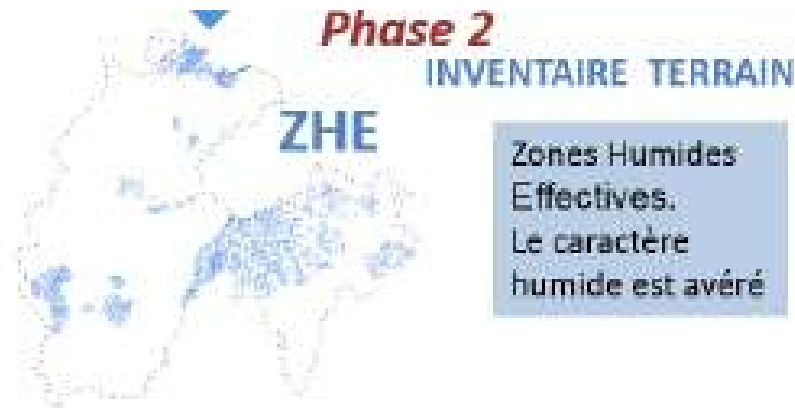 Phase 2
INVENTAIRE TERRAIN
ZHE
Zones Humides
Effectives.
Le caractère
humide est avéré